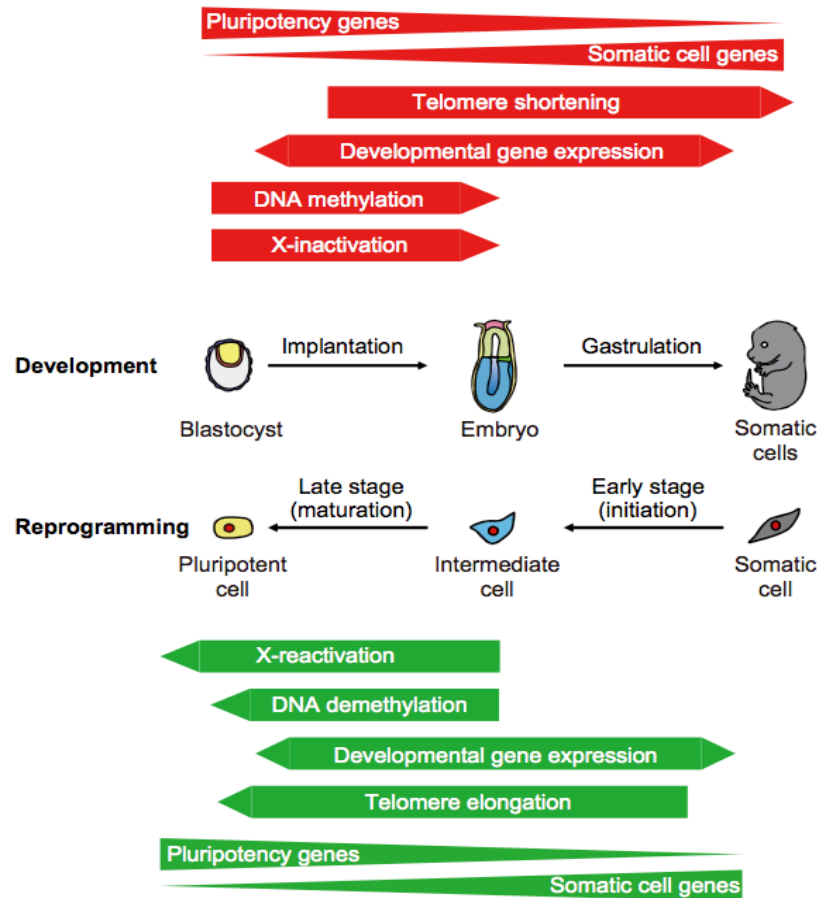 Pluripotency genes
Somatic cell genes
Telomere shortening
Developmental gene expression
DNA methylation
X-inactivation
Development
Implantation
Gastrulation
Blastocyst
Embryo
Somatic
cells
Reprogramming
Late stage
(maturation)
Early stage
(initiation)
Pluripotent
cell
Intermediate
cell
Somatic
cell
X-reactivation
DNA demethylation
Developmental gene expression
Telomere elongation
Pluripotency genes
Somatic cell genes